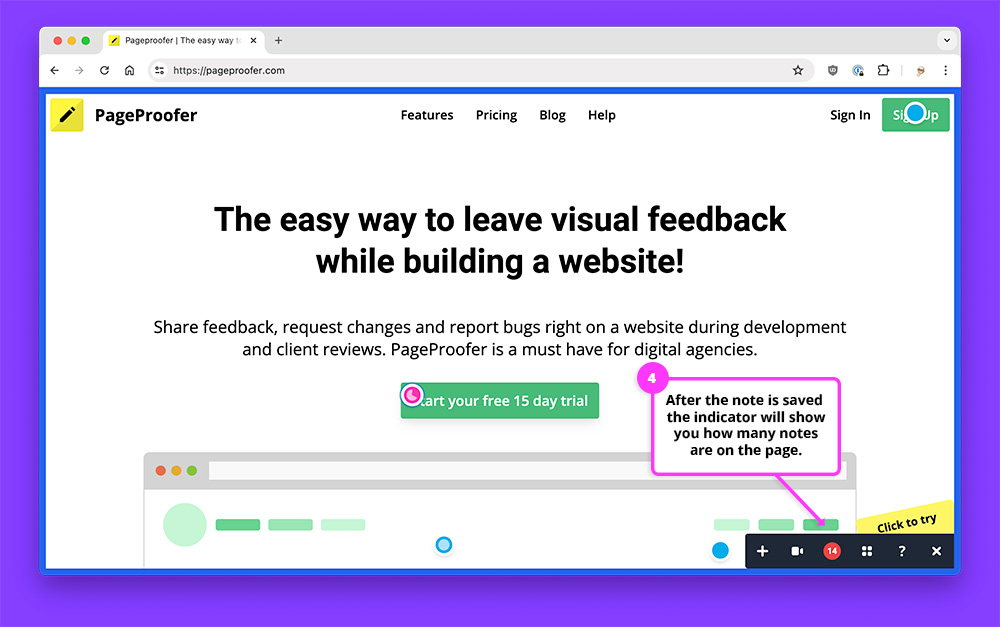 Pageproofer | The easy way to
https://pageproofer.com
PageProofer
Features
Pricing
Blog
Help
Sign In
Sign Up
The easy way to leave visual feedback
while building a website!
Share feedback, request changes and report bugs right on a website during development
and client reviews. PageProofer is a must have for digital agencies.
tart your free 15 day trial
4
After the note is saved
the indicator will show
you how many notes
are on the page.
Click to try
14
?